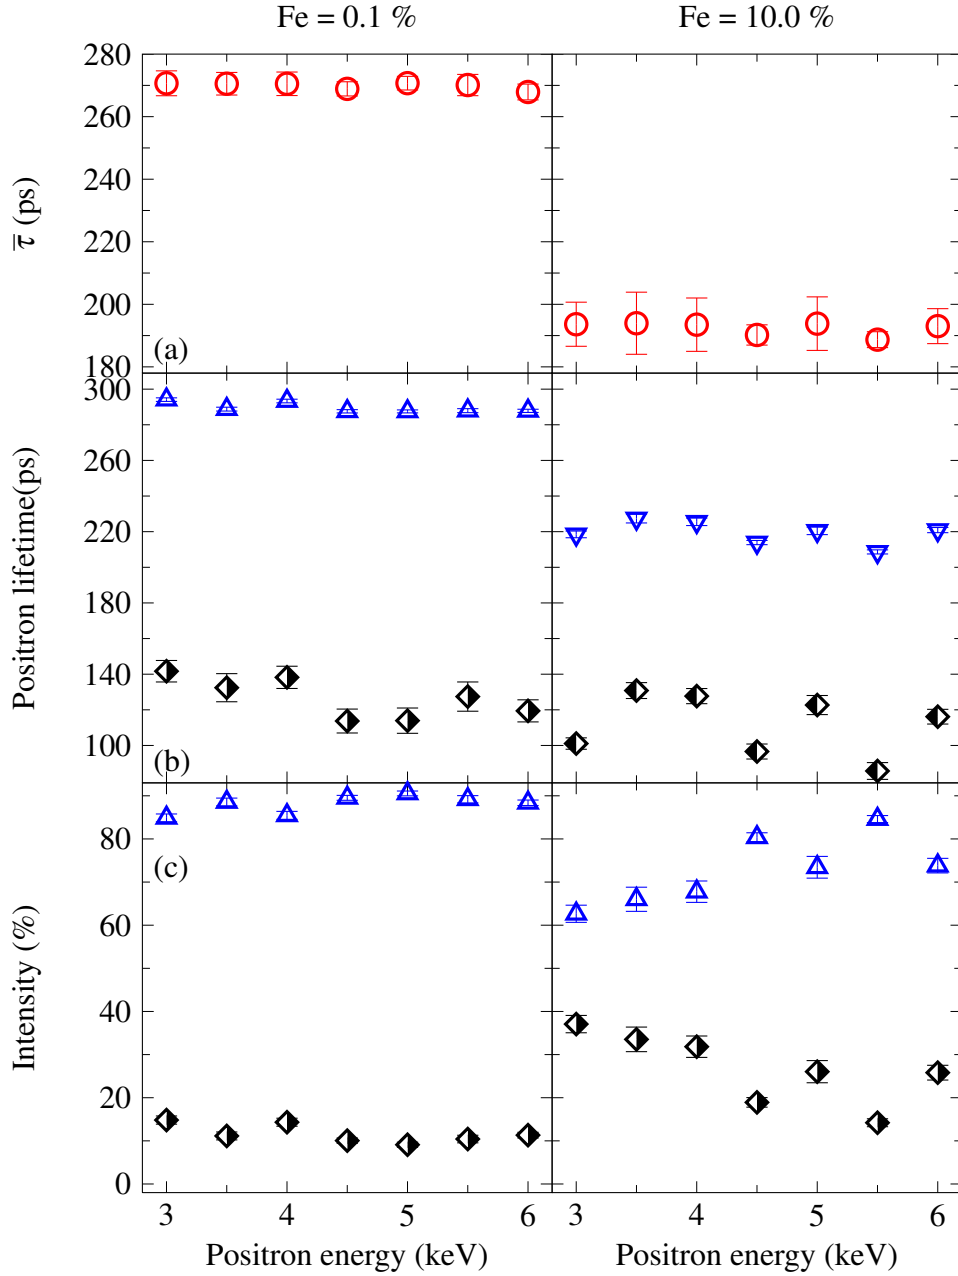 Fe = 0.1 %
Fe = 10.0 %
280
260
240
220
200
180
τ̅ (ps)
(a)
300
260
220
180
140
100
Positron lifetime(ps)
(b)
80
60
40
20
0
Intensity (%)
(c)
3 4 5 6
3 4 5 6
Positron energy (keV)
Positron energy (keV)